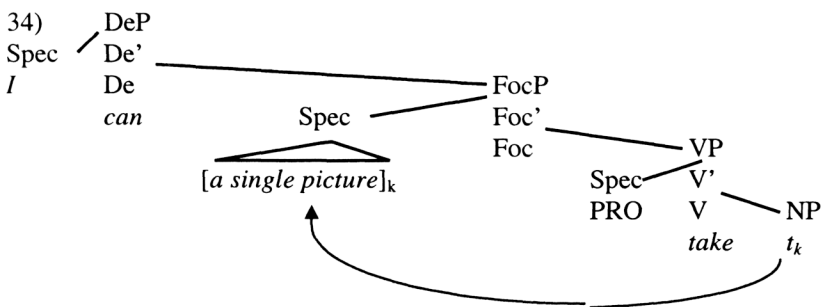 34) DeP
Spec De’
I De FocP
can Spec Foc’
Foc VP
[a single picture]k Spec V’
PRO V NP
take tk